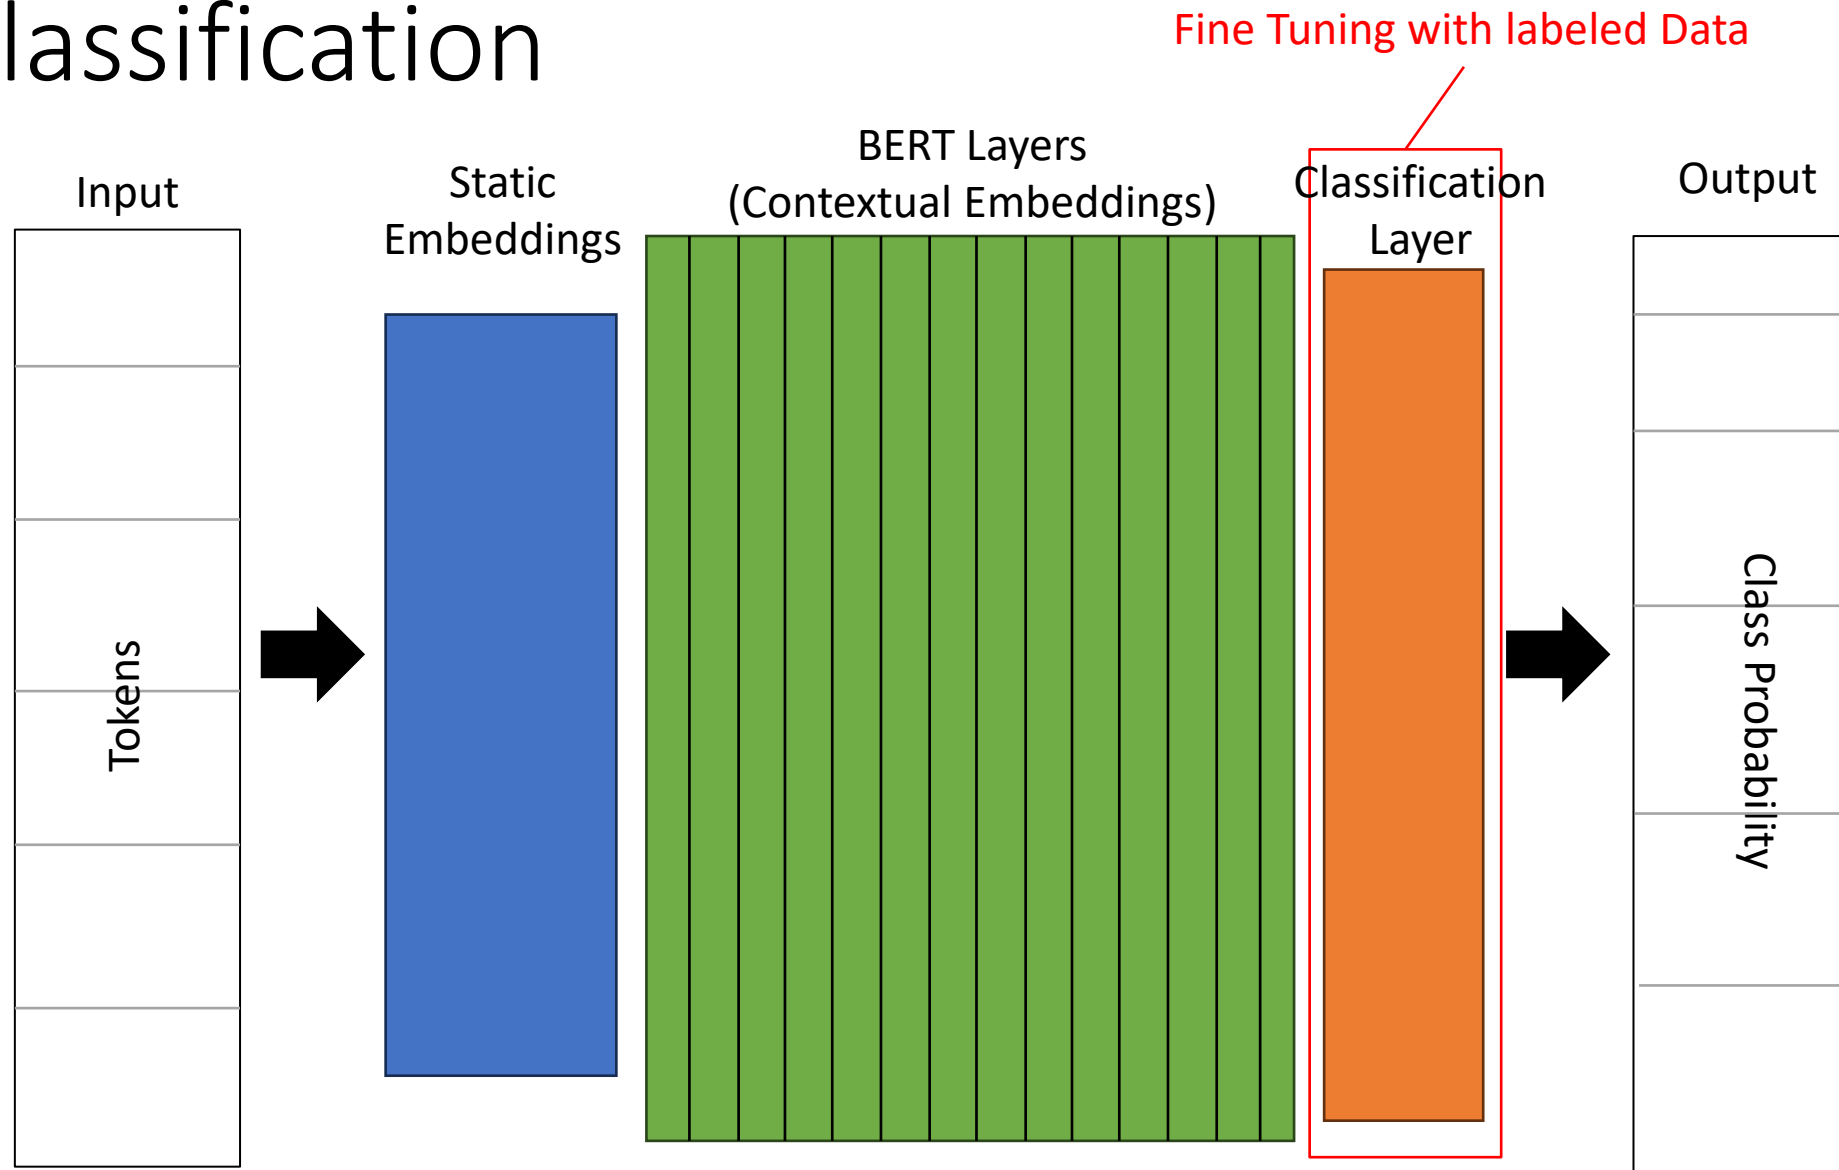 lassification
Fine Tuning with labeled Data
Input
Static
Embeddings
BERT Layers
(Contextual Embeddings)
Classification
Layer
Output
Tokens
Class Probability